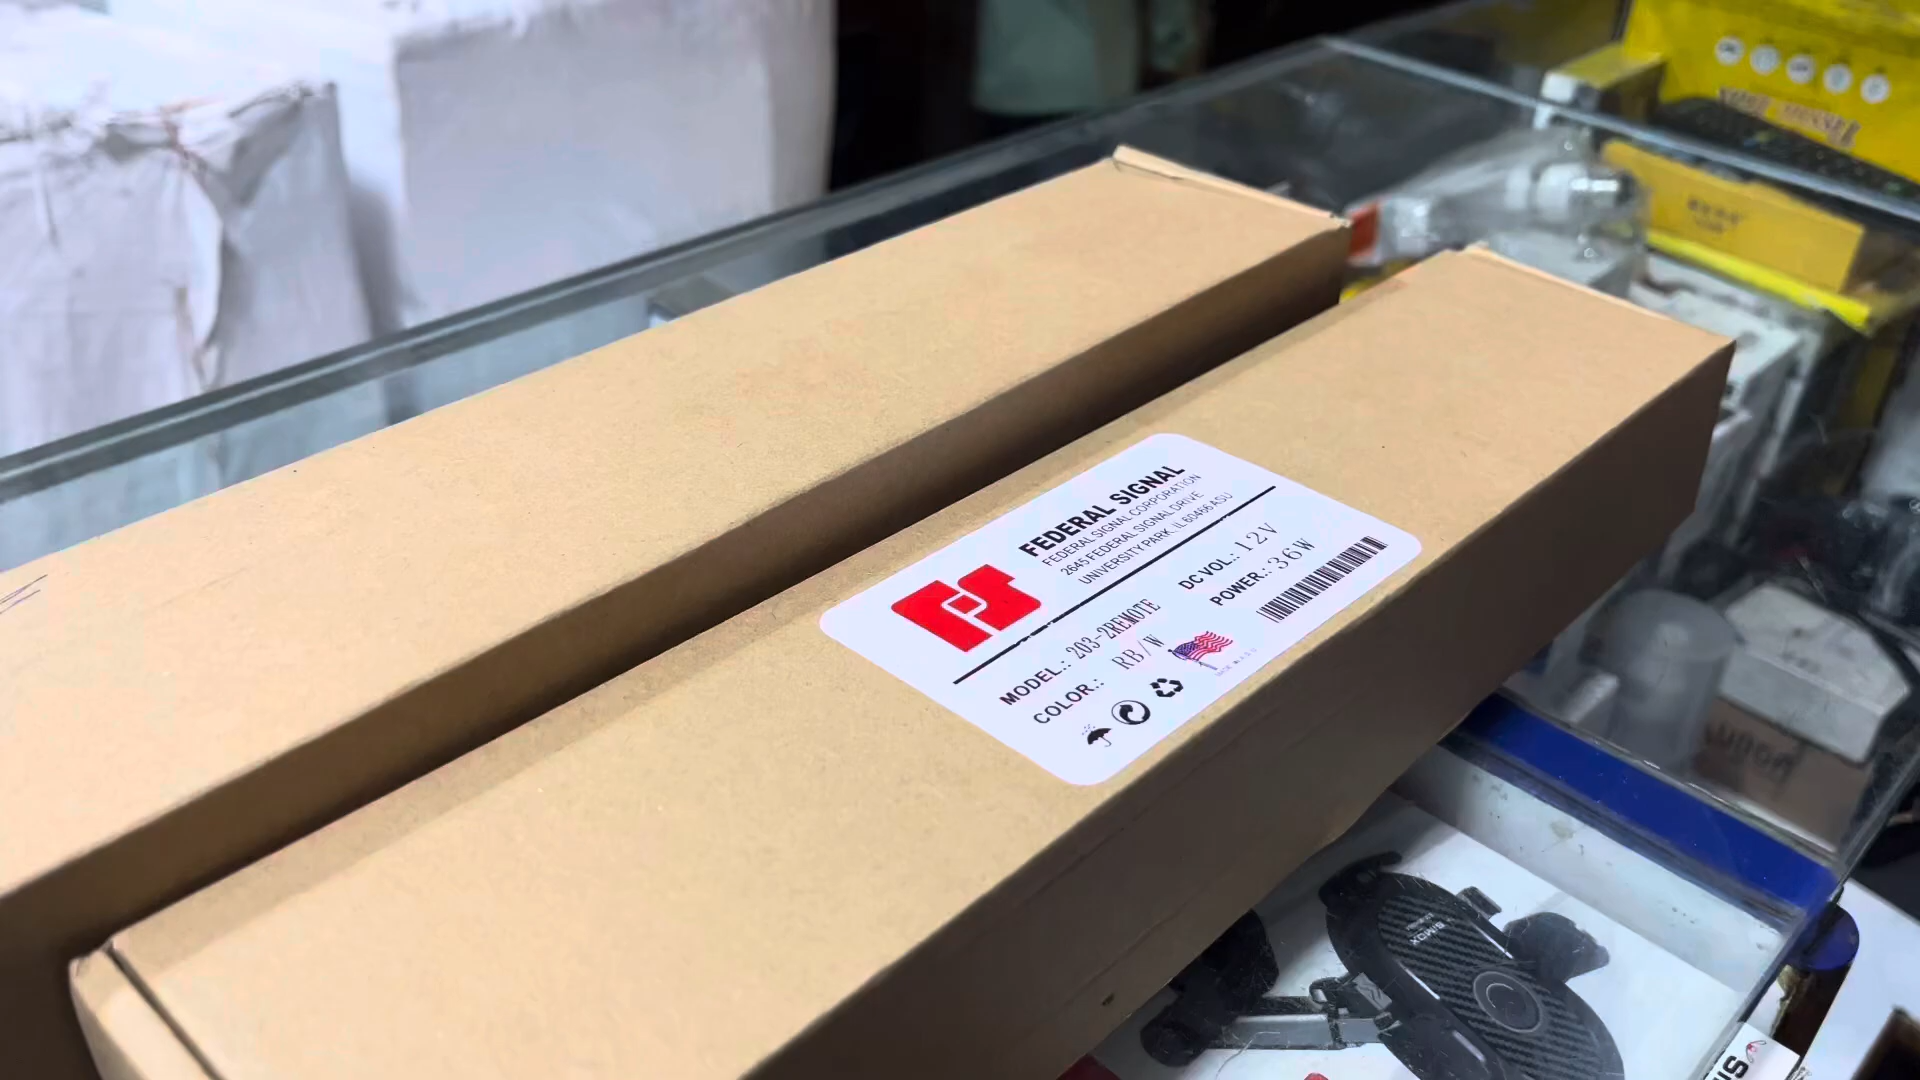 FEDERAL SIGNAL
FEDERAL SIGNAL CORPORATION
2645 FEDERAL SIGNAL DRIVE
UNIVERSITY PARK, IL 60466 ASU
MODEL.: 203-2REMOTE
DC VOL.: 12V
COLOR.: RB/W
POWER.: 36W